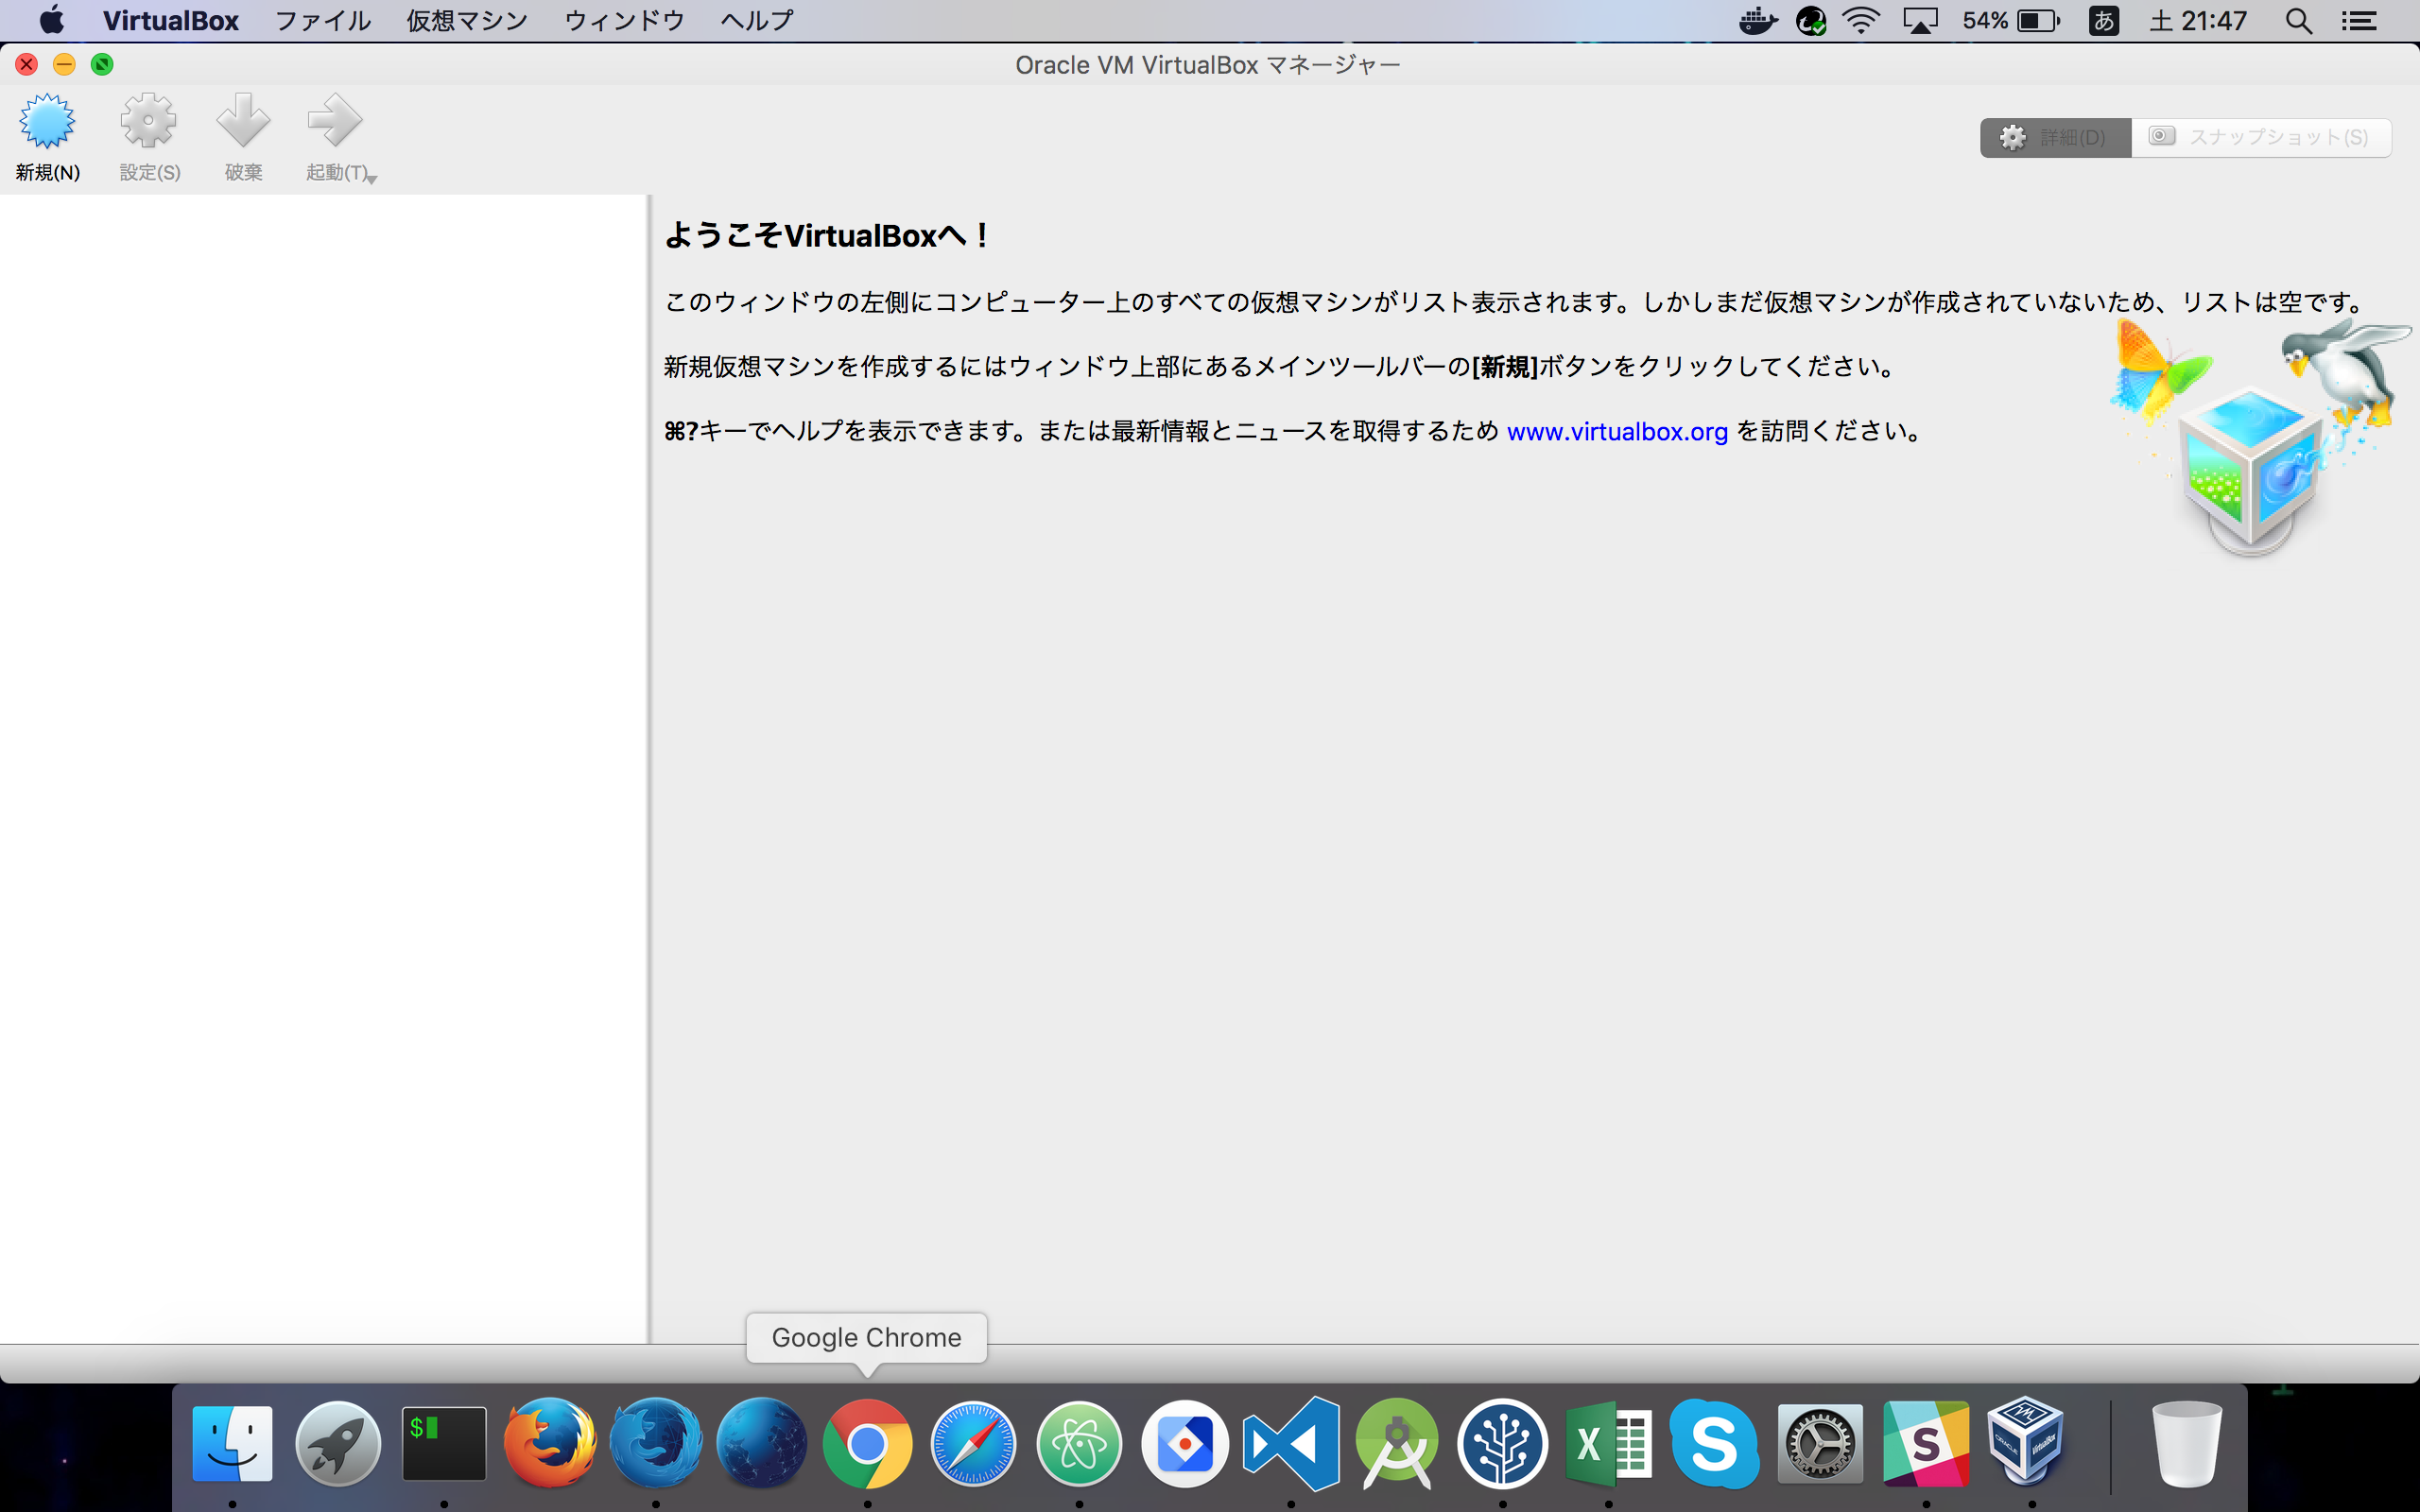 VirtualBox ファイル 仮想マシン ウィンドウ ヘルプ 54% あ 土 21:47
Oracle VM VirtualBox マネージャー
新規(N) 設定(S) 破棄 起動(T) 詳細(D) スナップショット(S)
ようこそVirtualBoxへ！
このウィンドウの左側にコンピューター上のすべての仮想マシンがリスト表示されます。しかしまだ仮想マシンが作成されていないため、リストは空です。
新規仮想マシンを作成するにはウィンドウ上部にあるメインツールバーの[新規]ボタンをクリックしてください。
⌘?キーでヘルプを表示できます。または最新情報とニュースを取得するため www.virtualbox.org を訪問ください。
Google Chrome
$ X S S ORACLE VirtualBox